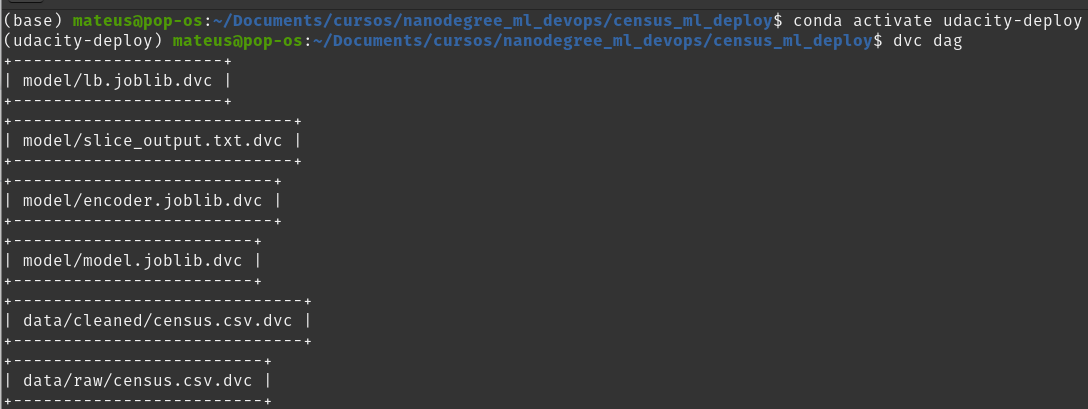 (base) mateus@pop-os:~/Documents/cursos/nanodegree_ml_devops/census_ml_deploy$ conda activate udacity-deploy
(udacity-deploy) mateus@pop-os:~/Documents/cursos/nanodegree_ml_devops/census_ml_deploy$ dvc dag
+---------------------+
| model/lb.joblib.dvc |
+---------------------+
+----------------------------+
| model/slice_output.txt.dvc |
+----------------------------+
+--------------------------+
| model/encoder.joblib.dvc |
+--------------------------+
+------------------------+
| model/model.joblib.dvc |
+------------------------+
+-----------------------------+
| data/cleaned/census.csv.dvc |
+-----------------------------+
+-------------------------+
| data/raw/census.csv.dvc |
+-------------------------+